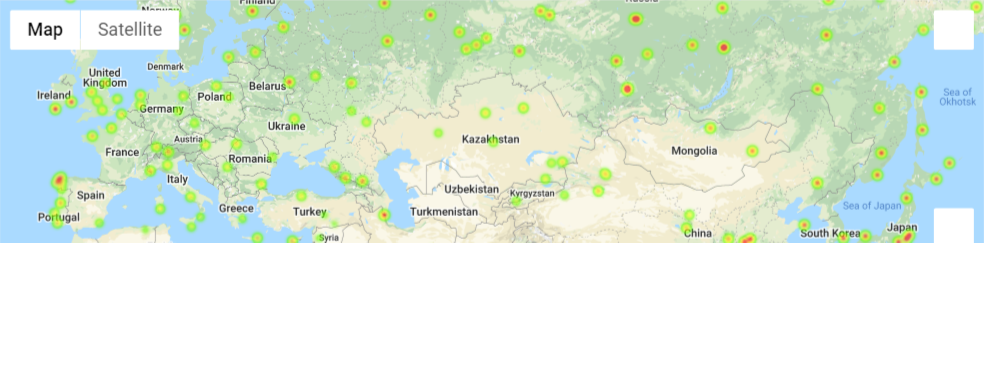 Norway
Finland
Russia
Map
Satellite
Denmark
United
Kingdom
Ireland
Belarus
Poland
Germany
Sea of
Okhotsk
Ukraine
Austria
Kazakhstan
France
Mongolia
Romania
Italy
Spain
Uzbekistan
Kyrgyzstan
Portugal
Greece
Turkey
Turkmenistan
Sea of Japan
Syria
China
South Korea
Japan